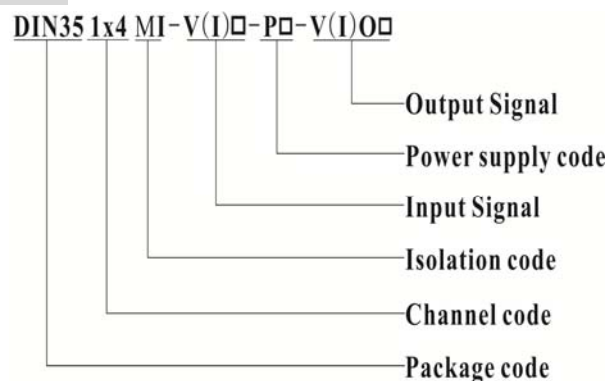 DIN35 1x4 MI-V(I)□-P□-V(I)O□
Output Signal
Power supply code
Input Signal
Isolation code
Channel code
Package code